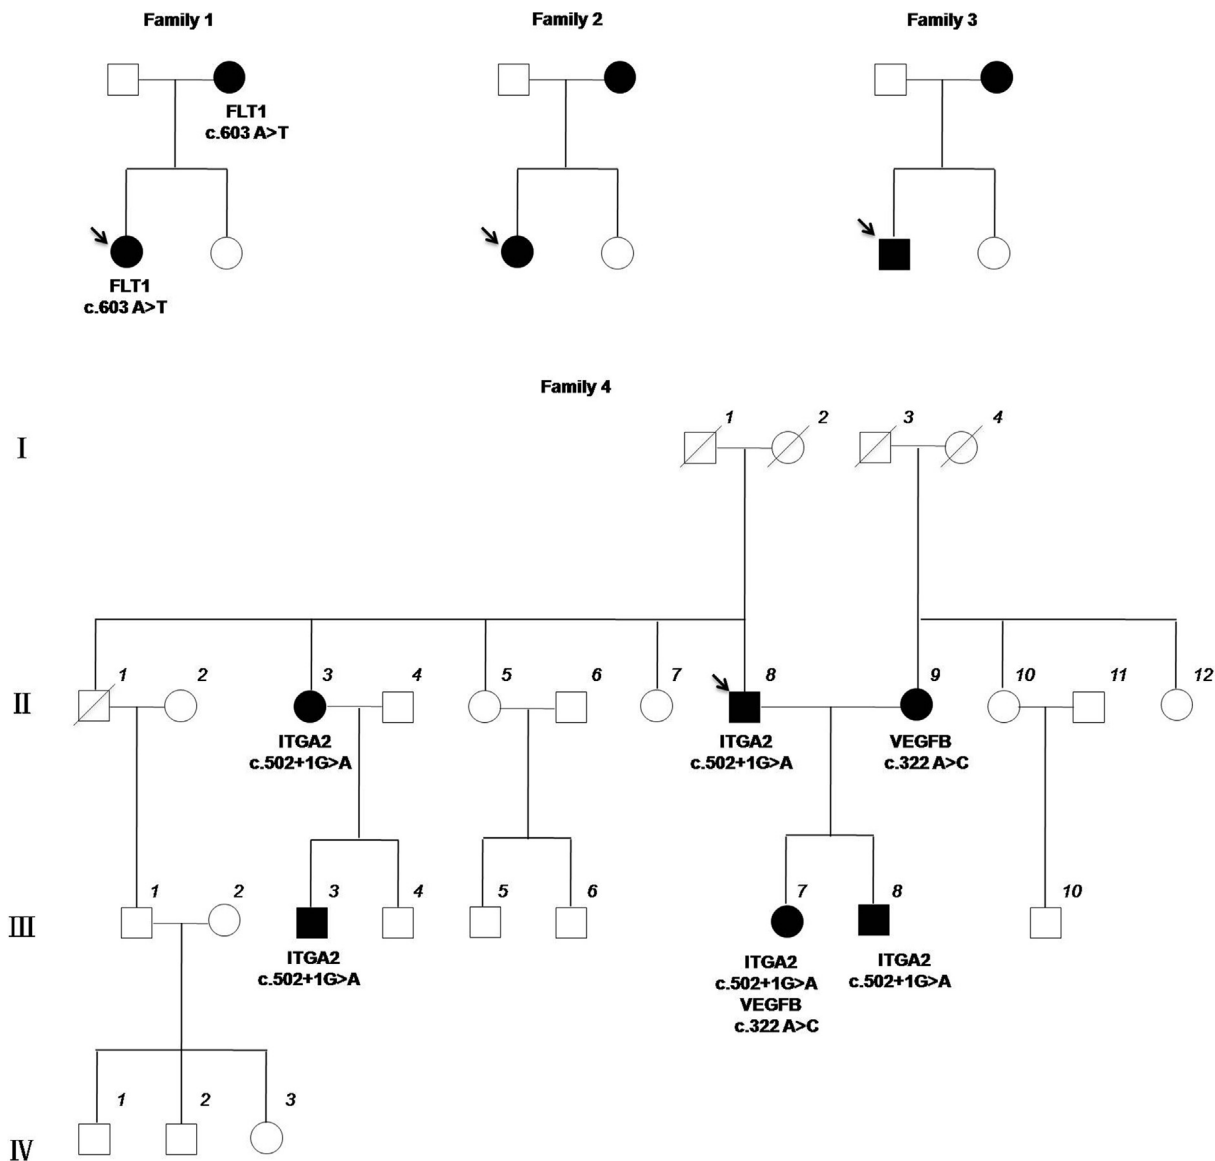 Family 1
Family 2
Family 3
FLT1
c.603 A>T
FLT1
c.603 A>T
Family 4
I
1
2
3
4
II
1
2
3
4
5
6
7
8
9
10
11
12
ITGA2
c.502+1G>A
ITGA2
c.502+1G>A
VEGFB
c.322 A>C
III
1
2
3
4
5
6
7
8
10
ITGA2
c.502+1G>A
ITGA2
c.502+1G>A
VEGFB
c.322 A>C
ITGA2
c.502+1G>A
IV
1
2
3